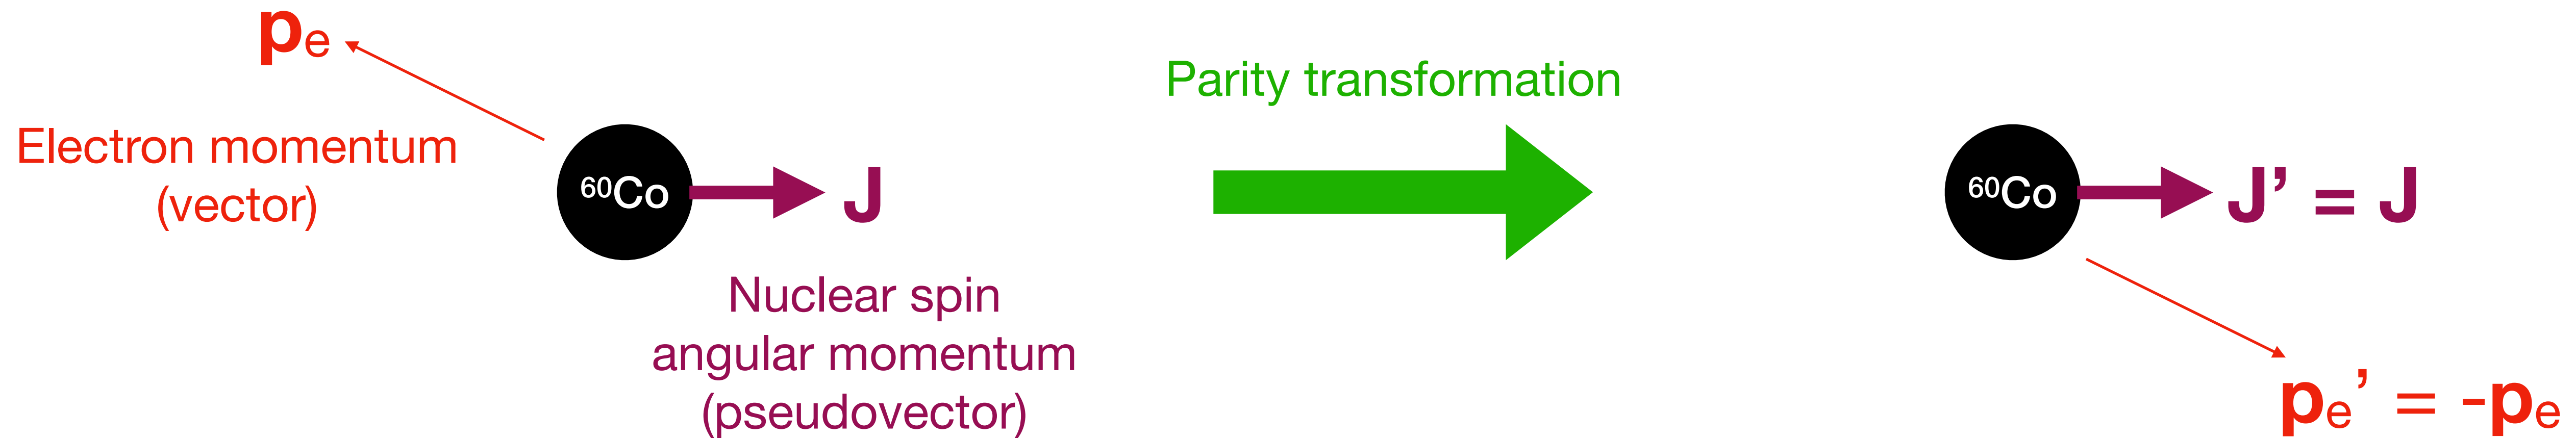 pe
Electron momentum
(vector)
⁶⁰Co
J
Nuclear spin
angular momentum
(pseudovector)
Parity transformation
⁶⁰Co
J’ = J
pe’ = -pe